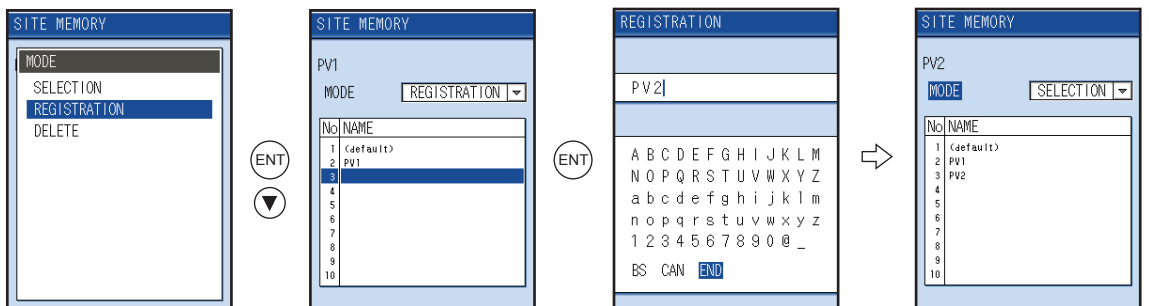 SITE MEMORY
MODE
SELECTION
REGISTRATION
DELETE
ENT
SITE MEMORY
PV1
MODE REGISTRATION
No NAME
1 (default)
2 PV1
3
4
5
6
7
8
9
10
ENT
REGISTRATION
PV2
A B C D E F G H I J K L M
N O P Q R S T U V W X Y Z
a b c d e f g h i j k l m
n o p q r s t u v w x y z
1 2 3 4 5 6 7 8 9 0 @ _
BS CAN END
SITE MEMORY
PV2
MODE SELECTION
No NAME
1 (default)
2 PV1
3 PV2
4
5
6
7
8
9
10